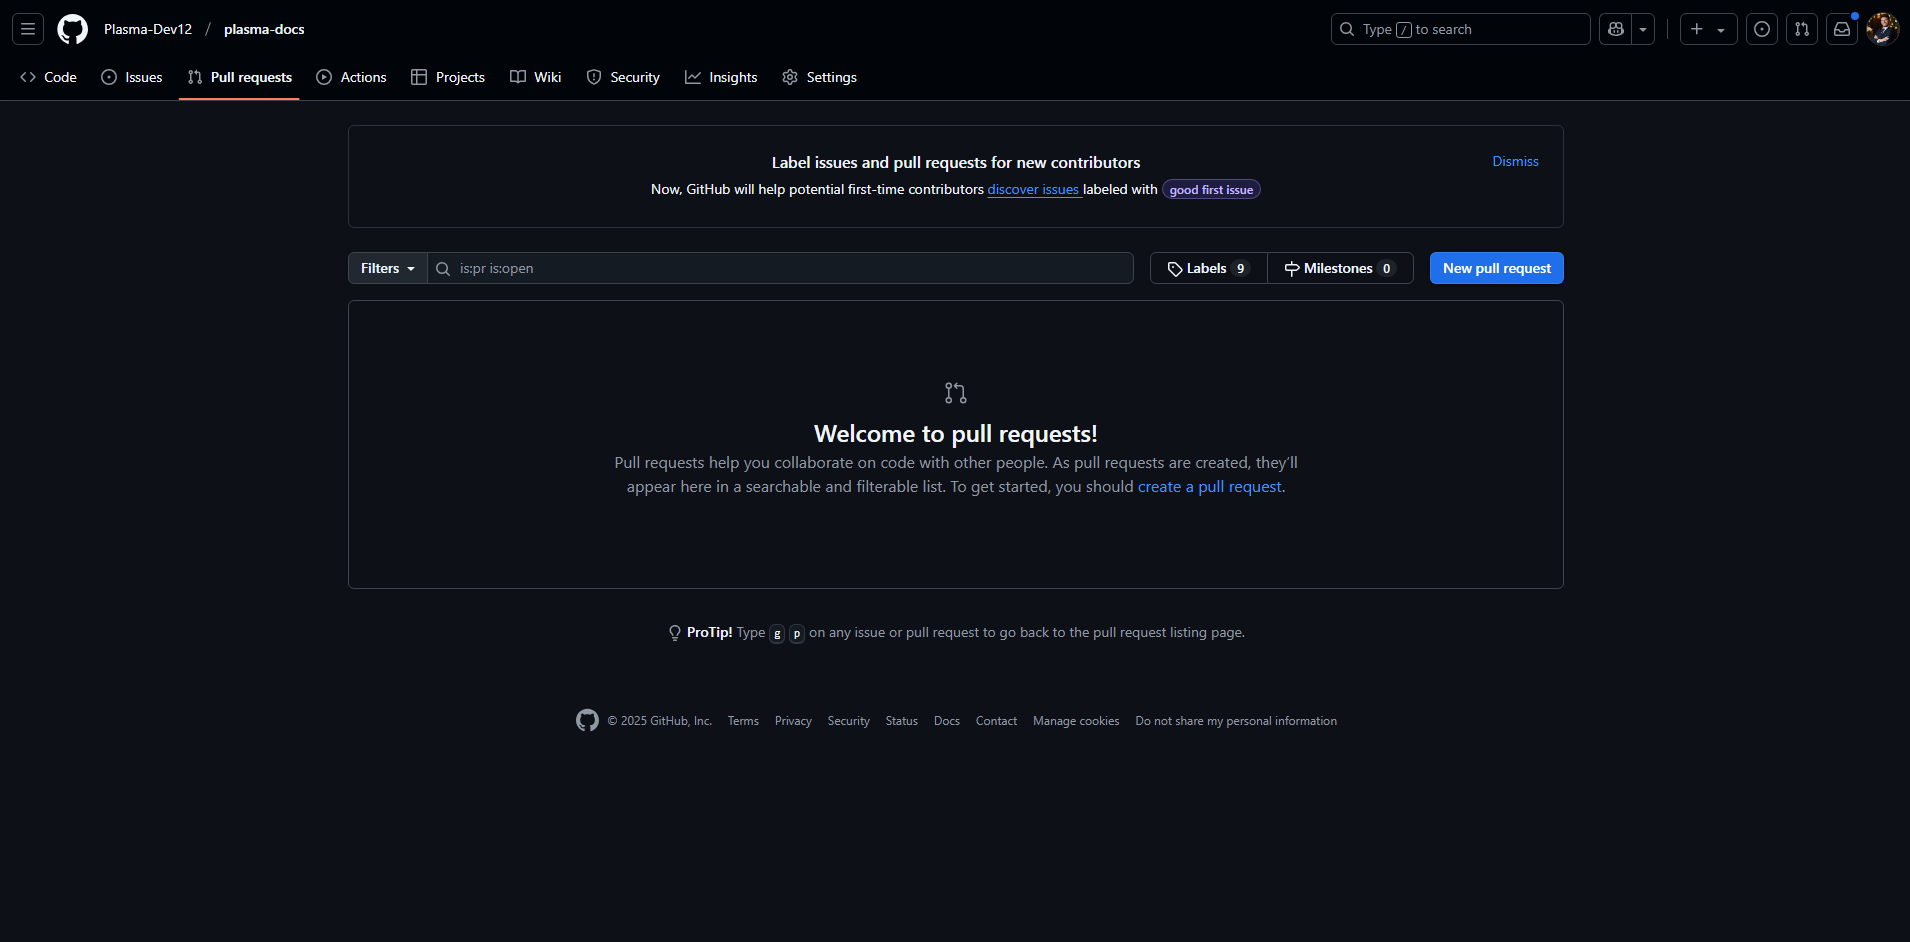 Plasma-Dev12 / plasma-docs
Type / to search
Code Issues Pull requests Actions Projects Wiki Security Insights Settings
Label issues and pull requests for new contributors
Dismiss
Now, GitHub will help potential first-time contributors discover issues labeled with good first issue
Filters is:pr is:open Labels 9 Milestones 0 New pull request
Welcome to pull requests!
Pull requests help you collaborate on code with other people. As pull requests are created, they’ll
appear here in a searchable and filterable list. To get started, you should create a pull request.
ProTip! Type g p on any issue or pull request to go back to the pull request listing page.
© 2025 GitHub, Inc. Terms Privacy Security Status Docs Contact Manage cookies Do not share my personal information